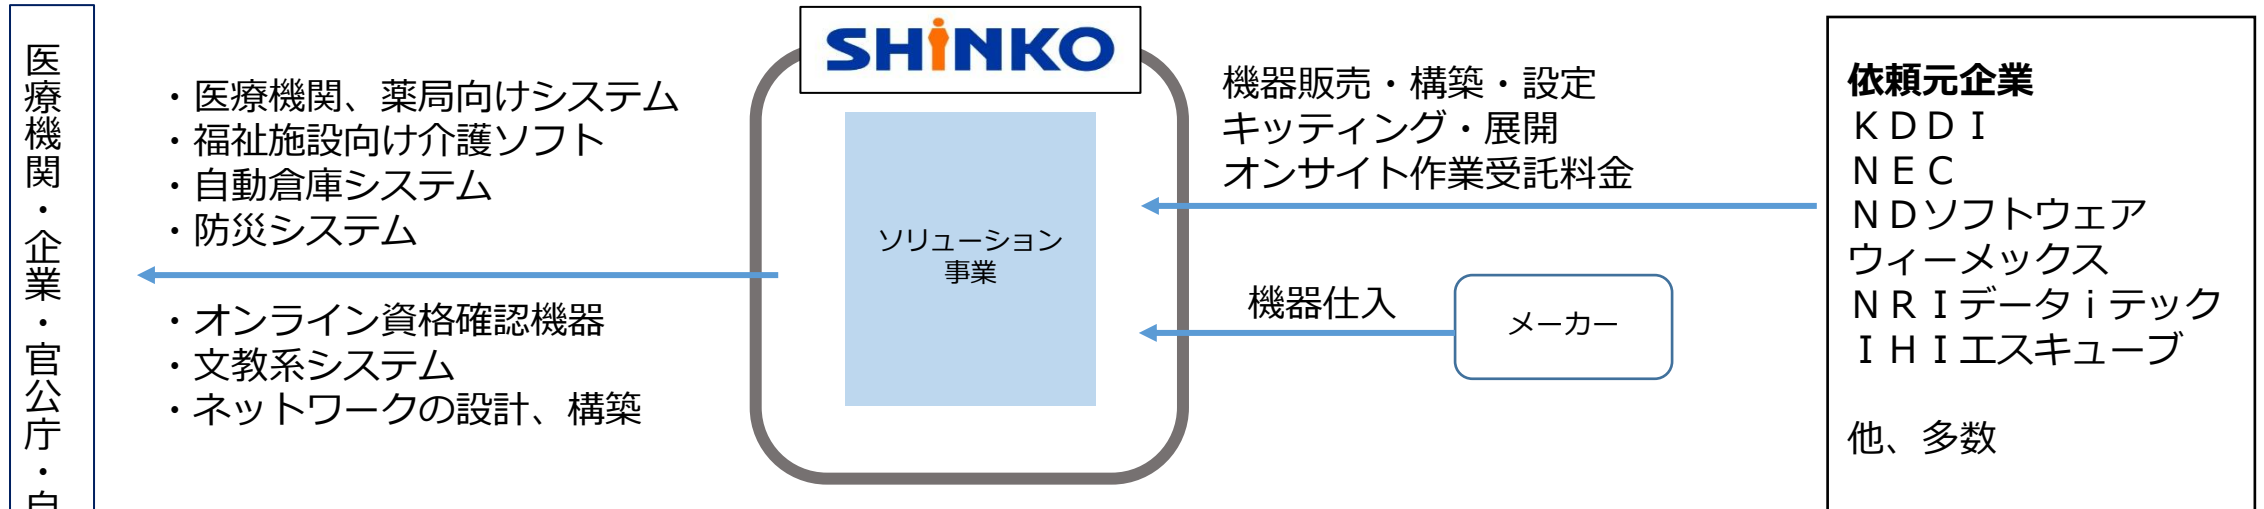 医療機関・企業・官公庁・自
・医療機関、薬局向けシステム
・福祉施設向け介護ソフト
・自動倉庫システム
・防災システム
・オンライン資格確認機器
・文教系システム
・ネットワークの設計、構築
SHiNKO
ソリューション
事業
機器販売・構築・設定
キッティング・展開
オンサイト作業受託料金
機器仕入
メーカー
依頼元企業
ＫＤＤＩ
ＮＥＣ
ＮＤソフトウェア
ウィーメックス
ＮＲＩデータｉテック
ＩＨＩエスキューブ
他、多数